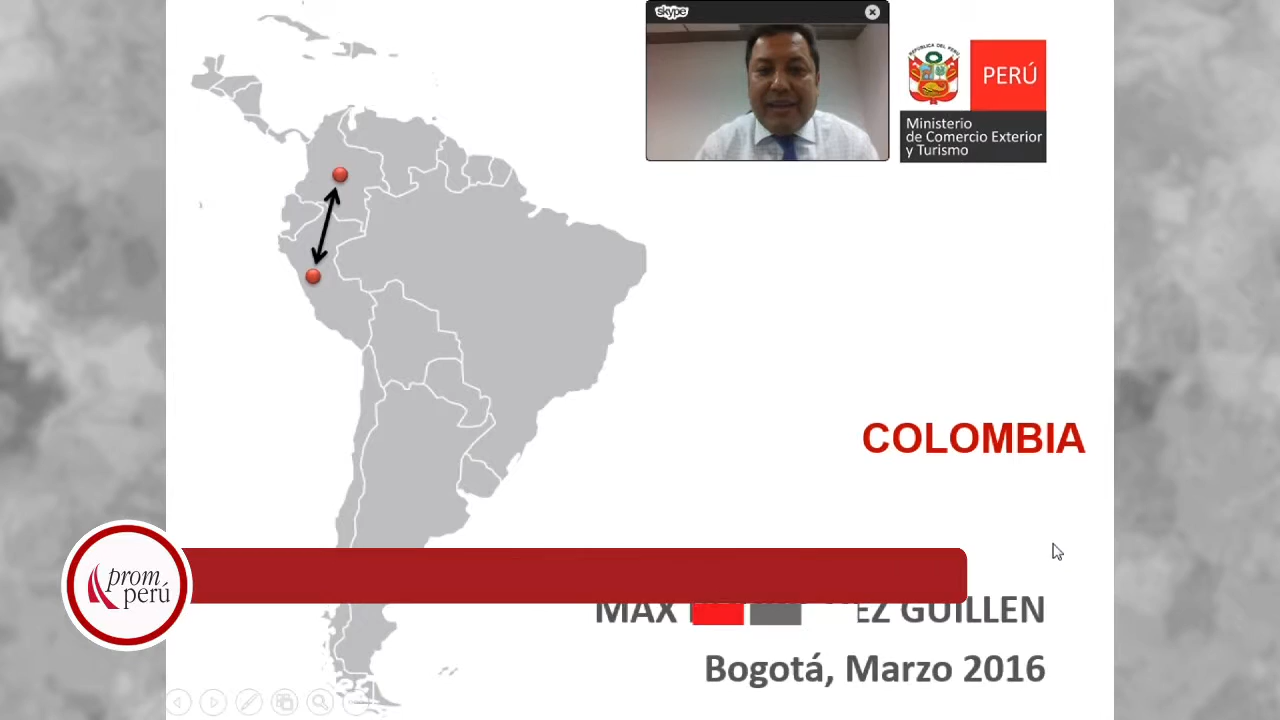 skype
REPÚBLICA DEL PERÚ
PERÚ
Ministerio
de Comercio Exterior
y Turismo
COLOMBIA
prom
perú
MAX EZ GUILLEN
Bogotá, Marzo 2016